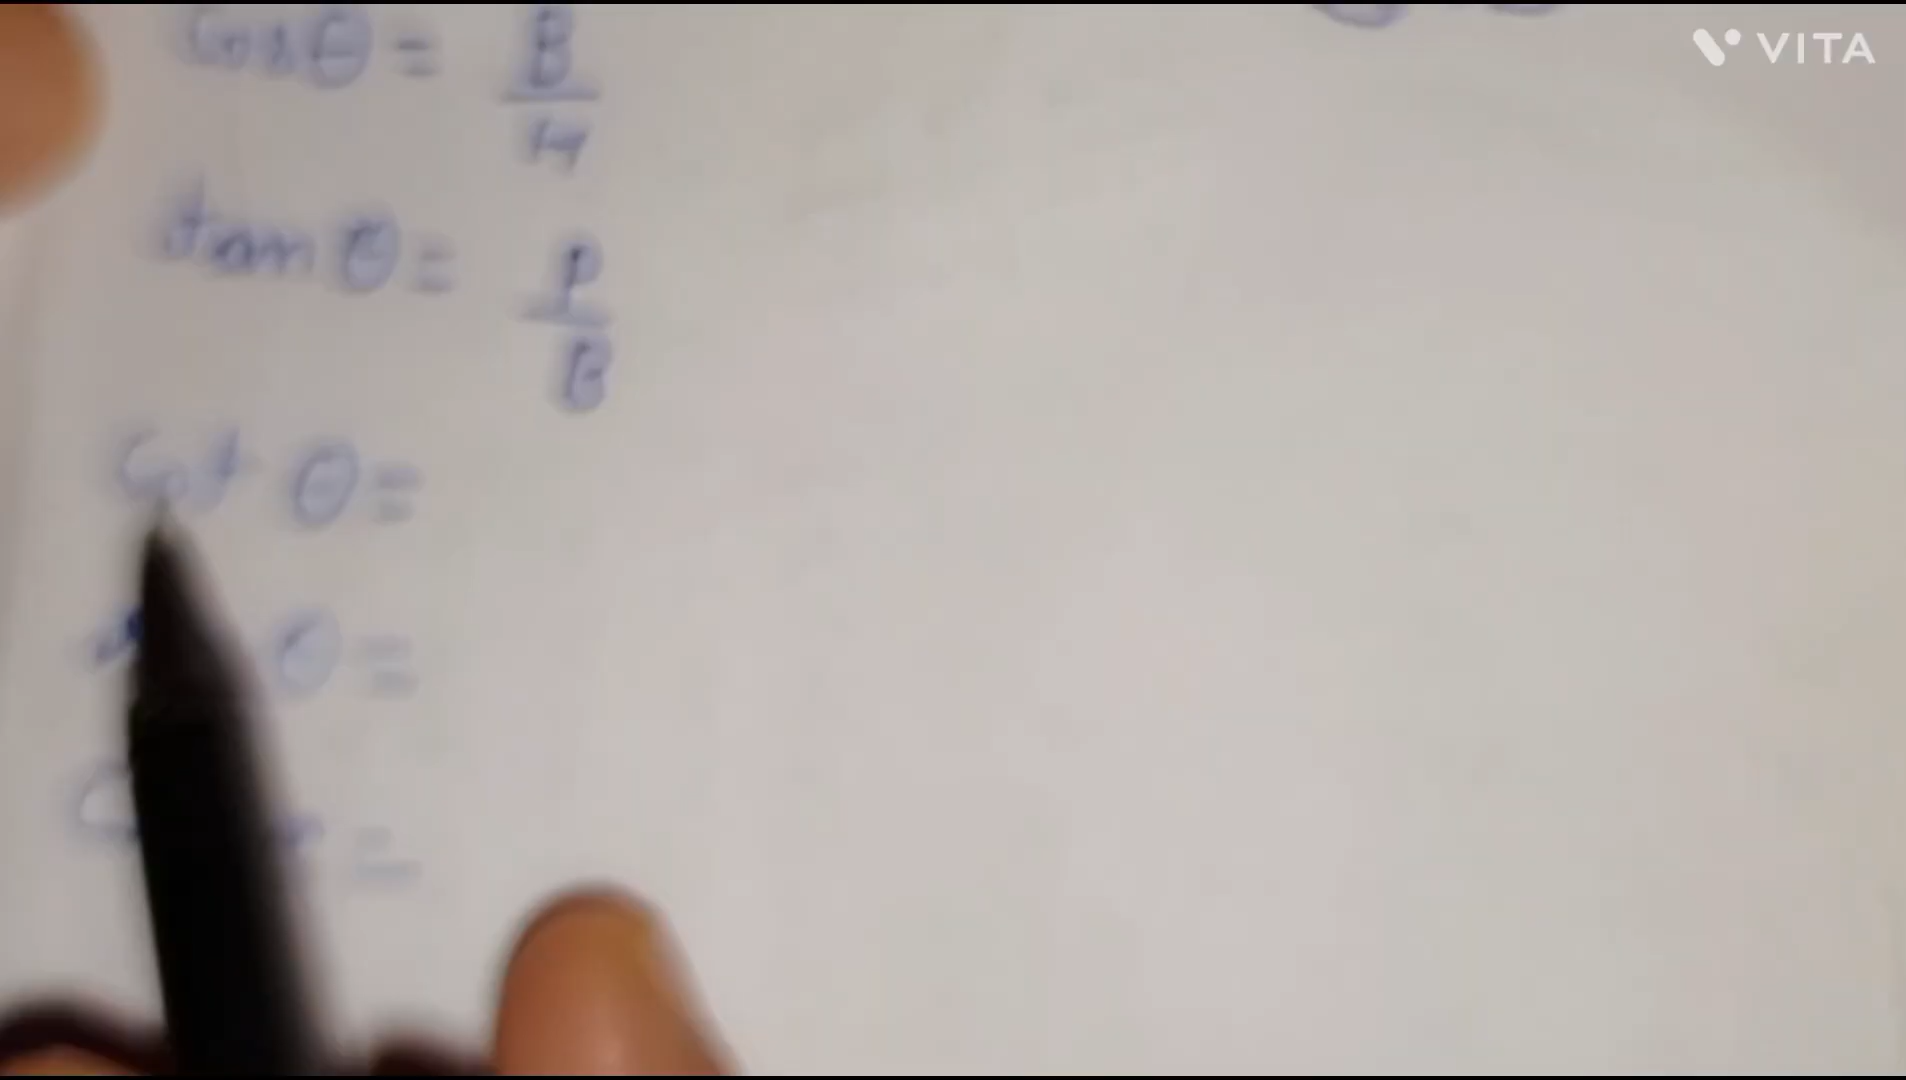 VITA
Cos θ = B/H
tan θ = P/B
Cot θ =
θ =
=